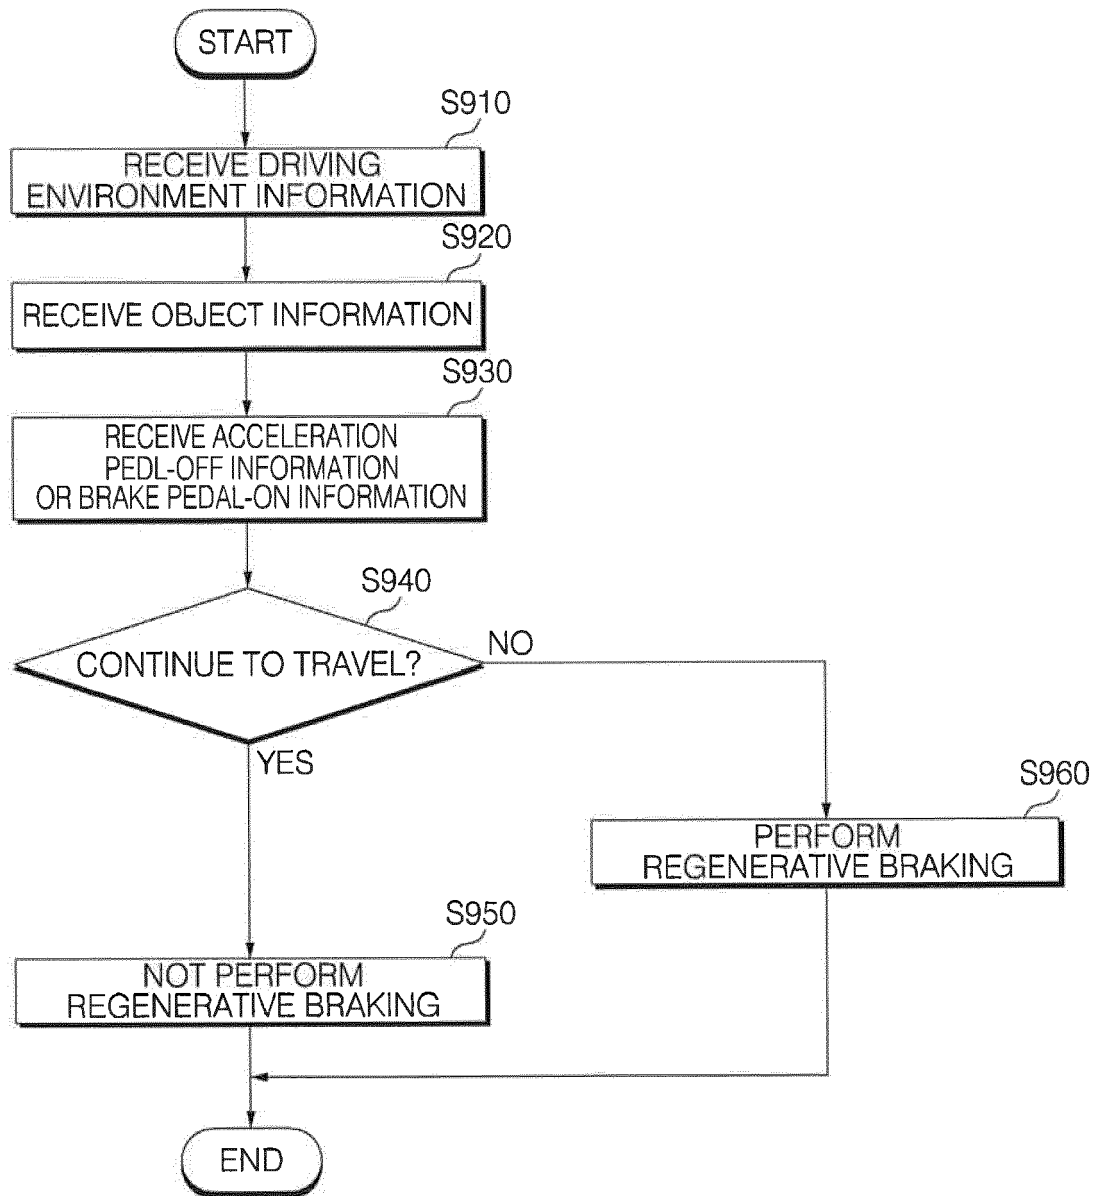 START
S910
RECEIVE DRIVING
ENVIRONMENT INFORMATION
S920
RECEIVE OBJECT INFORMATION
S930
RECEIVE ACCELERATION
PEDL-OFF INFORMATION
OR BRAKE PEDAL-ON INFORMATION
S940
CONTINUE TO TRAVEL?
NO
YES
S960
PERFORM
REGENERATIVE BRAKING
S950
NOT PERFORM
REGENERATIVE BRAKING
END